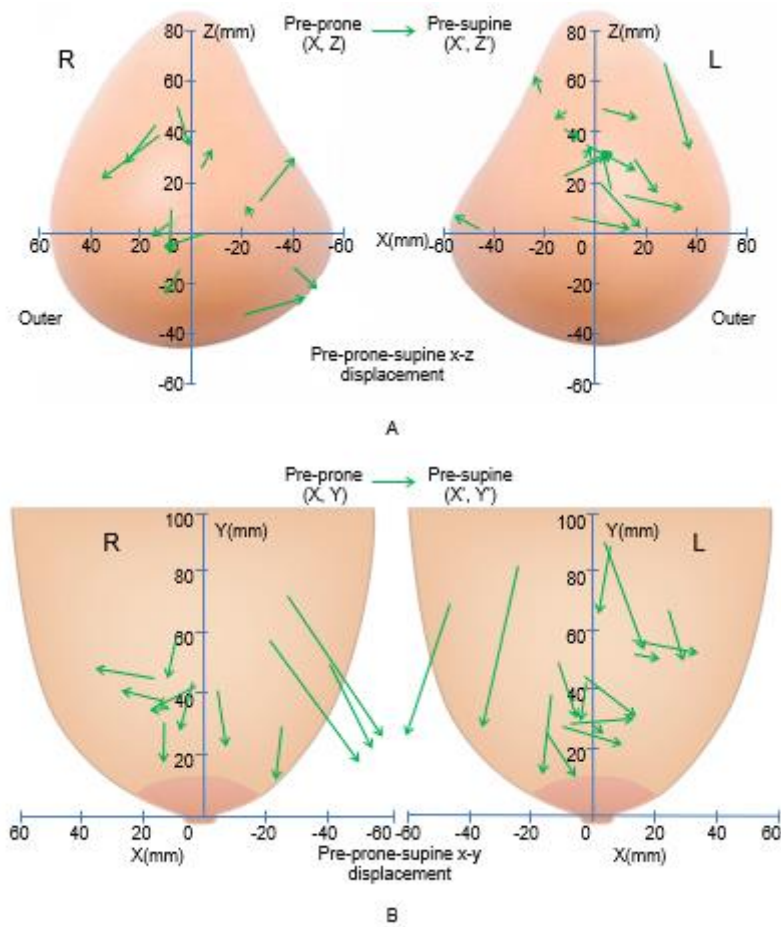 Pre-prone Pre-supine
(X, Z) (X', Z')
R L
Z(mm) Z(mm)
80 80
60 60
40 40
20 20
60 40 20 0 -20 -40 -60 X(mm) -60 -40 -20 0 20 40 60
-20 -20
-40 -40
Outer Outer
-60 -60
Pre-prone-supine x-z
displacement
A
Pre-prone Pre-supine
(X, Y) (X', Y')
R L
Y(mm) Y(mm)
100 100
80 80
60 60
40 40
20 20
60 40 20 0 -20 -40 -60 -60 -40 -20 0 20 40 60
X(mm) X(mm)
Pre-prone-supine x-y
displacement
B